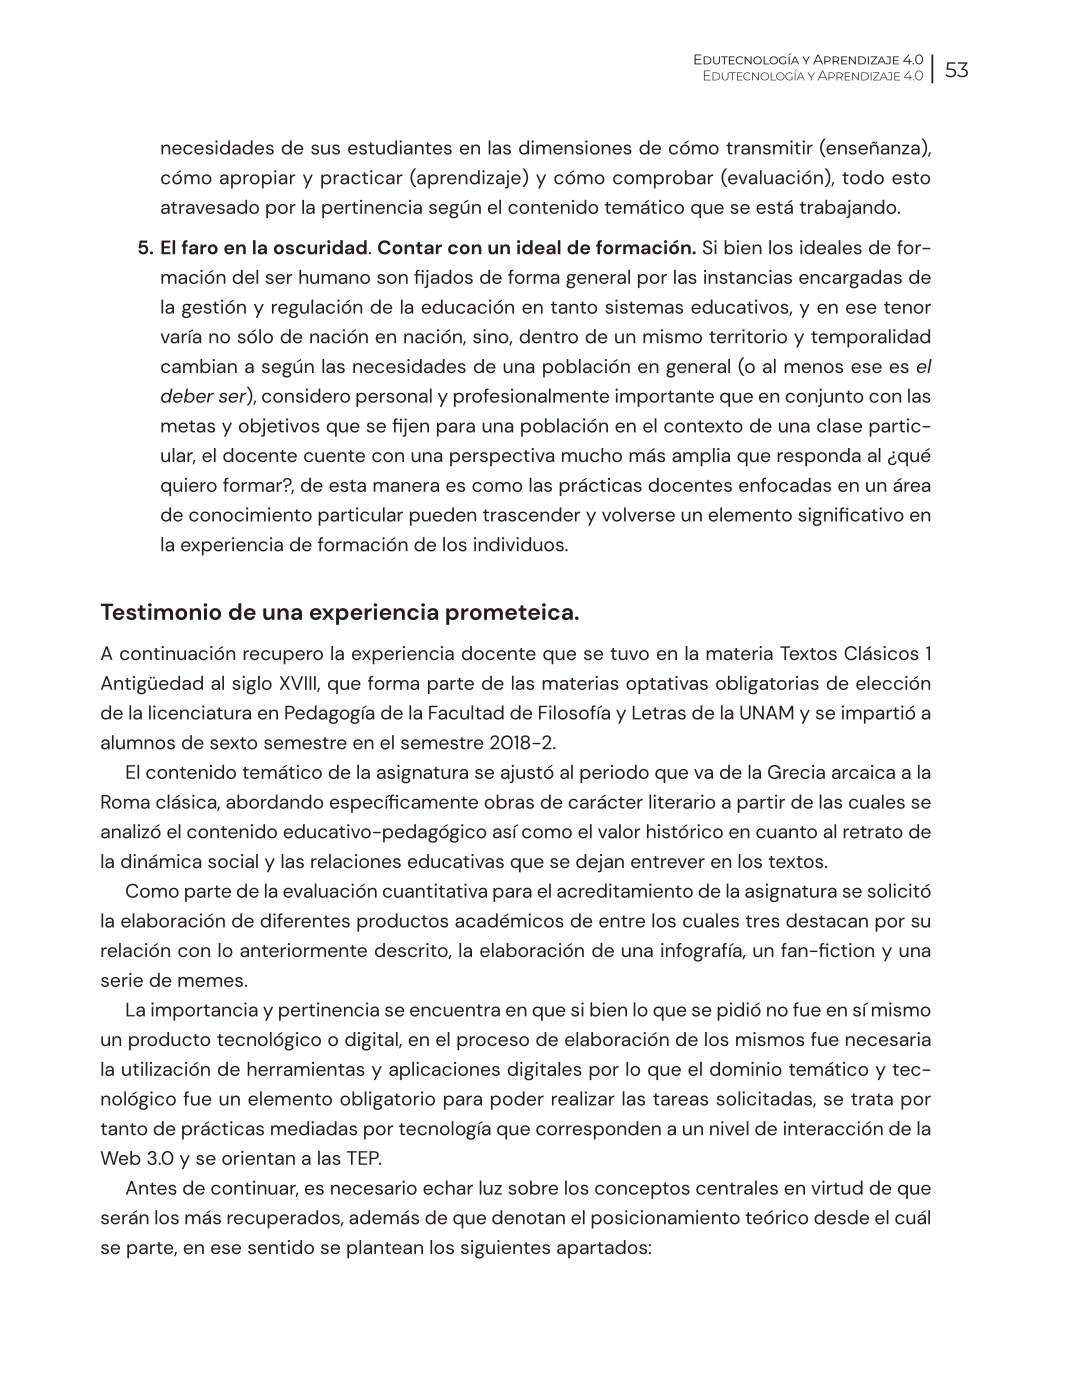 Edutecnología y Aprendizaje 4.0
Edutecnología y Aprendizaje 4.0
53
necesidades de sus estudiantes en las dimensiones de cómo transmitir (enseñanza),
cómo apropiar y practicar (aprendizaje) y cómo comprobar (evaluación), todo esto
atravesado por la pertinencia según el contenido temático que se está trabajando.
5. El faro en la oscuridad. Contar con un ideal de formación. Si bien los ideales de for-
mación del ser humano son fijados de forma general por las instancias encargadas de
la gestión y regulación de la educación en tanto sistemas educativos, y en ese tenor
varía no sólo de nación en nación, sino, dentro de un mismo territorio y temporalidad
cambian a según las necesidades de una población en general (o al menos ese es el
deber ser), considero personal y profesionalmente importante que en conjunto con las
metas y objetivos que se fijen para una población en el contexto de una clase partic-
ular, el docente cuente con una perspectiva mucho más amplia que responda al ¿qué
quiero formar?, de esta manera es como las prácticas docentes enfocadas en un área
de conocimiento particular pueden trascender y volverse un elemento significativo en
la experiencia de formación de los individuos.
Testimonio de una experiencia prometeica.
A continuación recupero la experiencia docente que se tuvo en la materia Textos Clásicos 1
Antigüedad al siglo XVIII, que forma parte de las materias optativas obligatorias de elección
de la licenciatura en Pedagogía de la Facultad de Filosofía y Letras de la UNAM y se impartió a
alumnos de sexto semestre en el semestre 2018-2.
El contenido temático de la asignatura se ajustó al periodo que va de la Grecia arcaica a la
Roma clásica, abordando específicamente obras de carácter literario a partir de las cuales se
analizó el contenido educativo-pedagógico así como el valor histórico en cuanto al retrato de
la dinámica social y las relaciones educativas que se dejan entrever en los textos.
Como parte de la evaluación cuantitativa para el acreditamiento de la asignatura se solicitó
la elaboración de diferentes productos académicos de entre los cuales tres destacan por su
relación con lo anteriormente descrito, la elaboración de una infografía, un fan-fiction y una
serie de memes.
La importancia y pertinencia se encuentra en que si bien lo que se pidió no fue en sí mismo
un producto tecnológico o digital, en el proceso de elaboración de los mismos fue necesaria
la utilización de herramientas y aplicaciones digitales por lo que el dominio temático y tec-
nológico fue un elemento obligatorio para poder realizar las tareas solicitadas, se trata por
tanto de prácticas mediadas por tecnología que corresponden a un nivel de interacción de la
Web 3.0 y se orientan a las TEP.
Antes de continuar, es necesario echar luz sobre los conceptos centrales en virtud de que
serán los más recuperados, además de que denotan el posicionamiento teórico desde el cuál
se parte, en ese sentido se plantean los siguientes apartados: